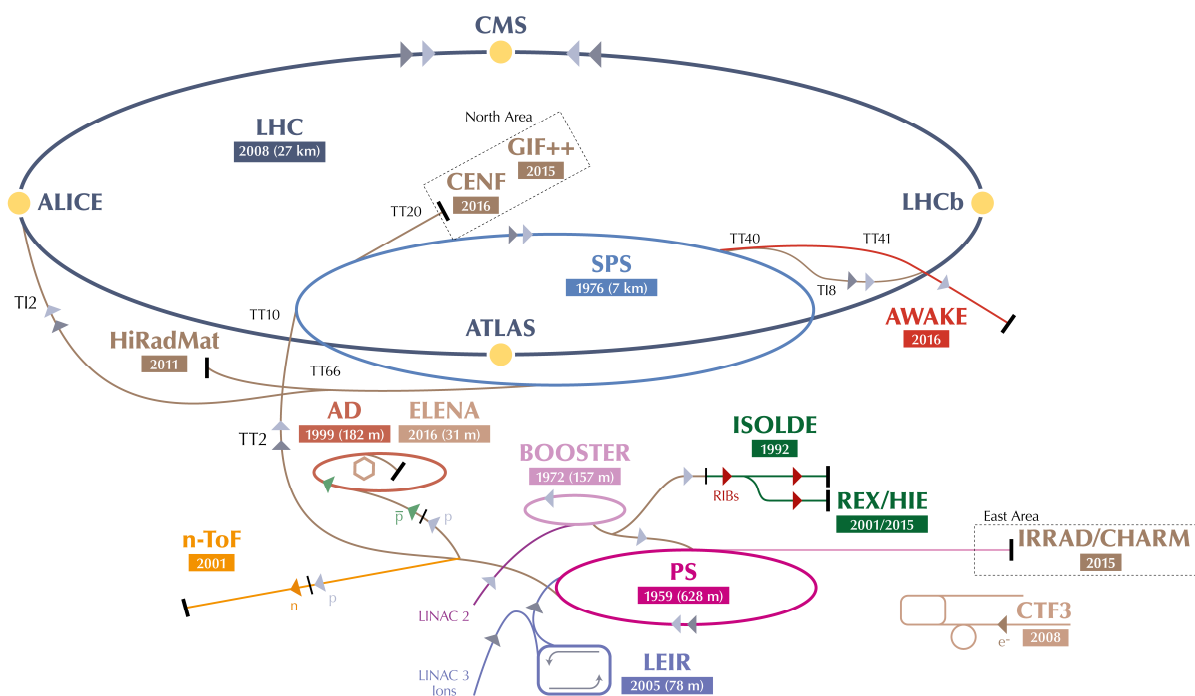 CMS
North Area
LHC
2008 (27 km)
GIF++
2015
CENF
2016
ALICE
LHCb
TT20
TT40
TT41
SPS
1976 (7 km)
TI2
TT10
TI8
ATLAS
AWAKE
2016
HiRadMat
2011
TT66
AD
1999 (182 m)
ELENA
2016 (31 m)
TT2
BOOSTER
1972 (157 m)
ISOLDE
1992
RIBs
REX/HIE
2001/2015
p̅
p
East Area
n-ToF
2001
IRRAD/CHARM
2015
PS
1959 (628 m)
n
p
LINAC 2
CTF3
2008
e-
LEIR
2005 (78 m)
LINAC 3
Ions